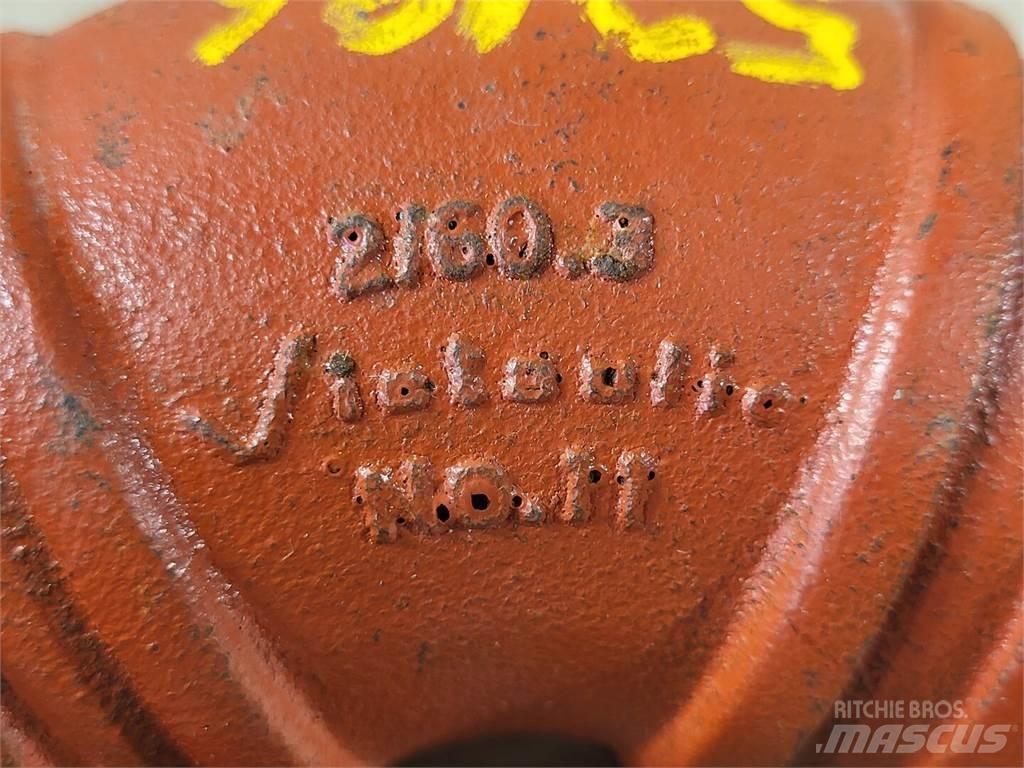 2/60.3
Victaulic
NO.11
RITCHIE BROS.
MASCUS